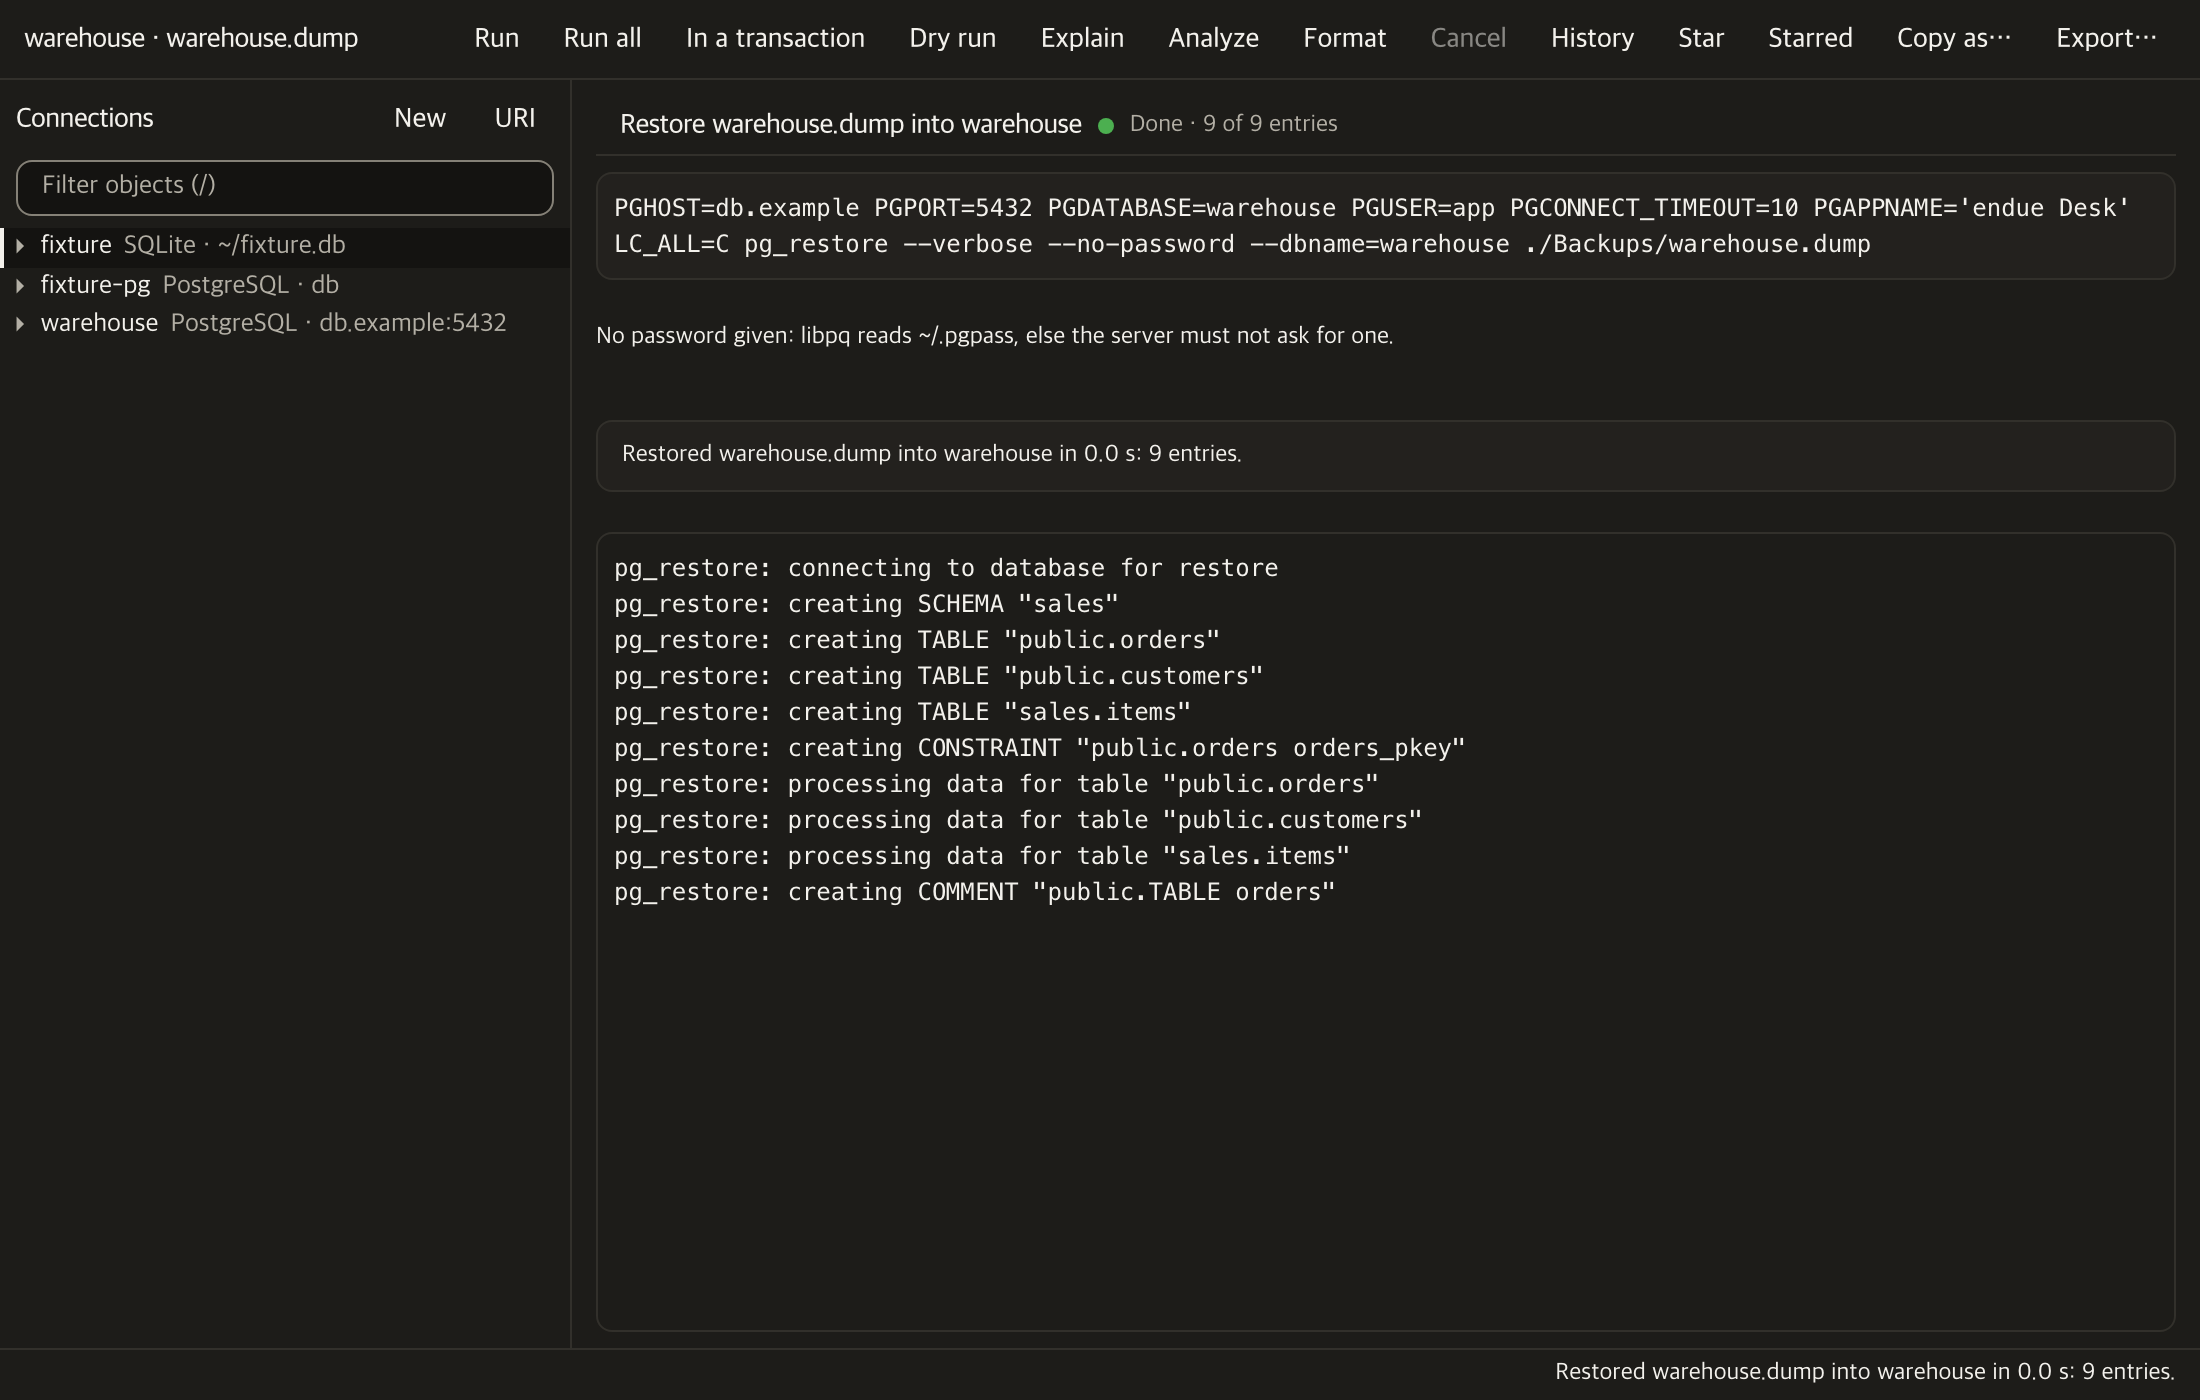 warehouse · warehouse.dump Run Run all In a transaction Dry run Explain Analyze Format Cancel History Star Starred Copy as··· Export···
Connections New URI
Filter objects (/)
fixture SQLite · ~/fixture.db
fixture-pg PostgreSQL · db
warehouse PostgreSQL · db.example:5432
Restore warehouse.dump into warehouse Done · 9 of 9 entries
PGHOST=db.example PGPORT=5432 PGDATABASE=warehouse PGUSER=app PGCONNECT_TIMEOUT=10 PGAPPNAME='endue Desk'
LC_ALL=C pg_restore --verbose --no-password --dbname=warehouse ./Backups/warehouse.dump
No password given: libpq reads ~/.pgpass, else the server must not ask for one.
Restored warehouse.dump into warehouse in 0.0 s: 9 entries.
pg_restore: connecting to database for restore
pg_restore: creating SCHEMA "sales"
pg_restore: creating TABLE "public.orders"
pg_restore: creating TABLE "public.customers"
pg_restore: creating TABLE "sales.items"
pg_restore: creating CONSTRAINT "public.orders orders_pkey"
pg_restore: processing data for table "public.orders"
pg_restore: processing data for table "public.customers"
pg_restore: processing data for table "sales.items"
pg_restore: creating COMMENT "public.TABLE orders"
Restored warehouse.dump into warehouse in 0.0 s: 9 entries.